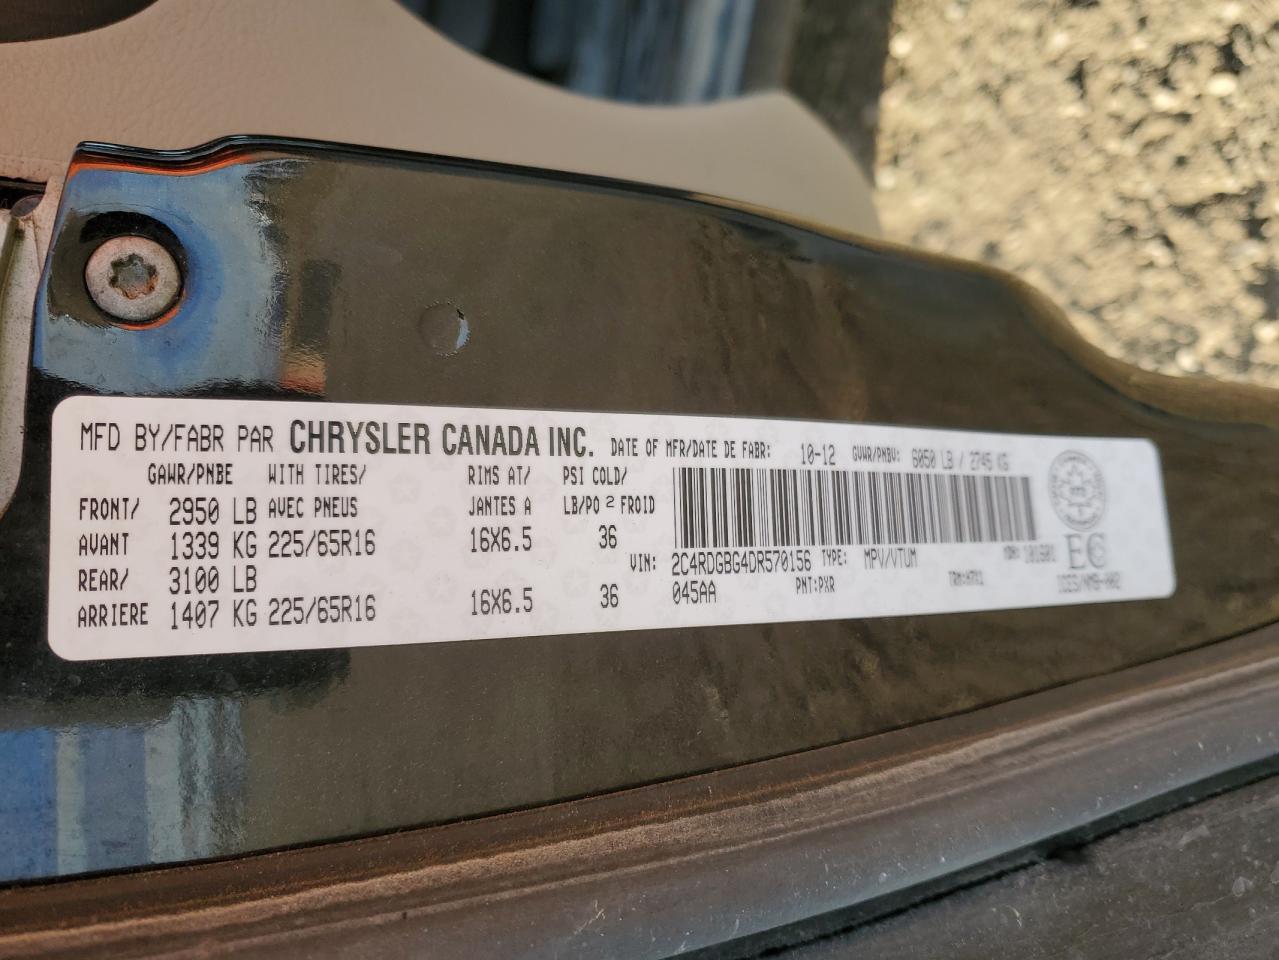 MFD BY/FABR PAR CHRYSLER CANADA INC. DATE OF MFR/DATE DE FABR: 10-12 GVWR/PNBV: 6050 LB / 2745 KG
GAWR/PNBE WITH TIRES/ RIMS AT/ PSI COLD/
FRONT/ 2950 LB AVEC PNEUS JANTES A LB/PO 2 FROID
AVANT 1339 KG 225/65R16 16X6.5 36
VIN: 2C4RDGBG4DR570156 TYPE: MPV/VTUM MDH:
REAR/ 3100 LB
045AA PNT:PXR
ARRIERE 1407 KG 225/65R16 16X6.5 36